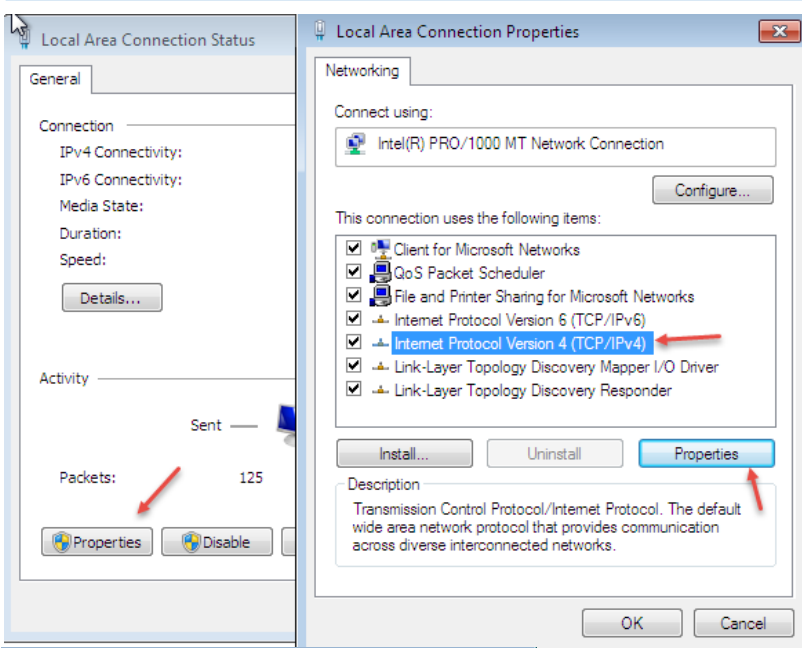 Local Area Connection Status
General
Connection
IPv4 Connectivity:
IPv6 Connectivity:
Media State:
Duration:
Speed:
Details...
Activity
Sent
Packets: 125
Properties
Disable
Local Area Connection Properties
Networking
Connect using:
Intel(R) PRO/1000 MT Network Connection
Configure...
This connection uses the following items:
Client for Microsoft Networks
QoS Packet Scheduler
File and Printer Sharing for Microsoft Networks
Internet Protocol Version 6 (TCP/IPv6)
Internet Protocol Version 4 (TCP/IPv4)
Link-Layer Topology Discovery Mapper I/O Driver
Link-Layer Topology Discovery Responder
Install...
Uninstall
Properties
Description
Transmission Control Protocol/Internet Protocol. The default
wide area network protocol that provides communication
across diverse interconnected networks.
OK
Cancel